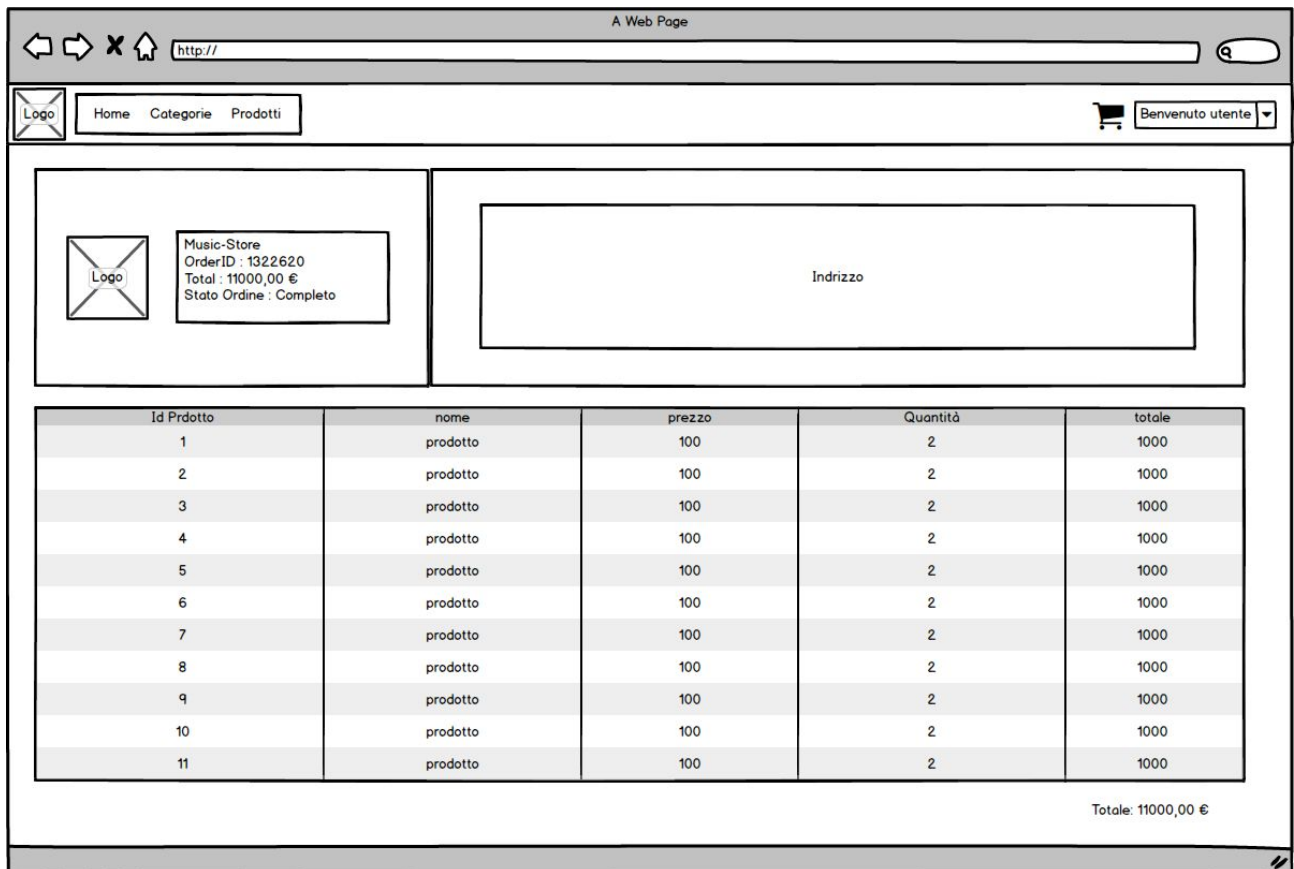 A Web Page
http://
Logo
Home Categorie Prodotti
Benvenuto utente
Logo
Music-Store
OrderID : 1322620
Total : 11000,00 €
Stato Ordine : Completo
Indrizzo
Id Prdotto nome prezzo Quantità totale
1 prodotto 100 2 1000
2 prodotto 100 2 1000
3 prodotto 100 2 1000
4 prodotto 100 2 1000
5 prodotto 100 2 1000
6 prodotto 100 2 1000
7 prodotto 100 2 1000
8 prodotto 100 2 1000
9 prodotto 100 2 1000
10 prodotto 100 2 1000
11 prodotto 100 2 1000
Totale: 11000,00 €